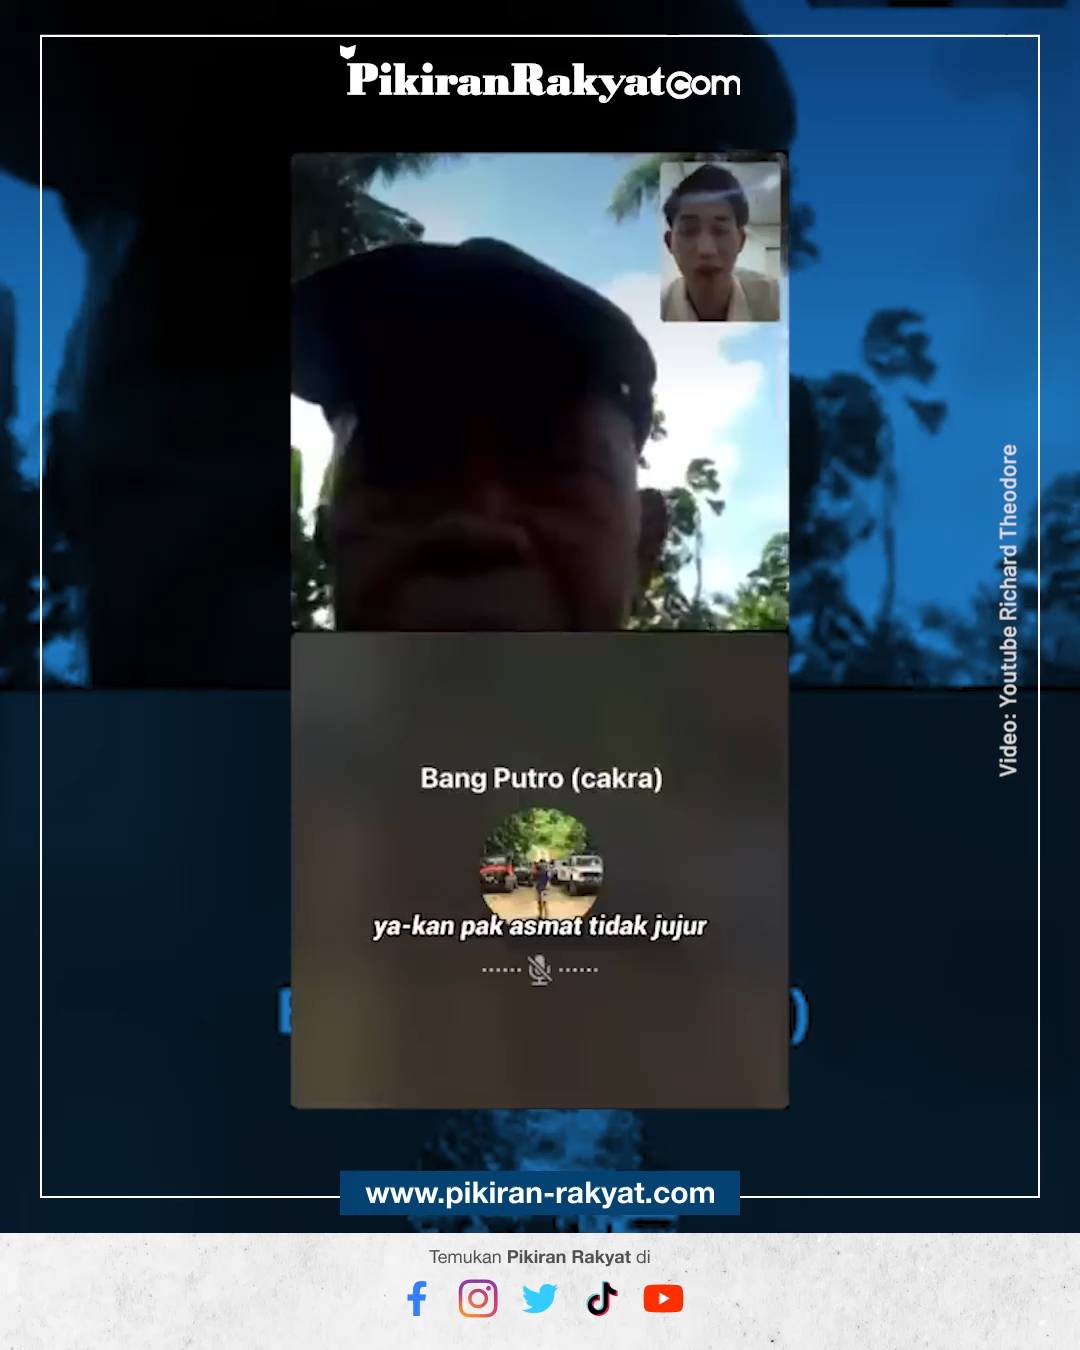 PikiranRakyat.com
Video: Youtube Richard Theodore
Bang Putro (cakra)
ya-kan pak asmat tidak jujur
www.pikiran-rakyat.com
Temukan Pikiran Rakyat di